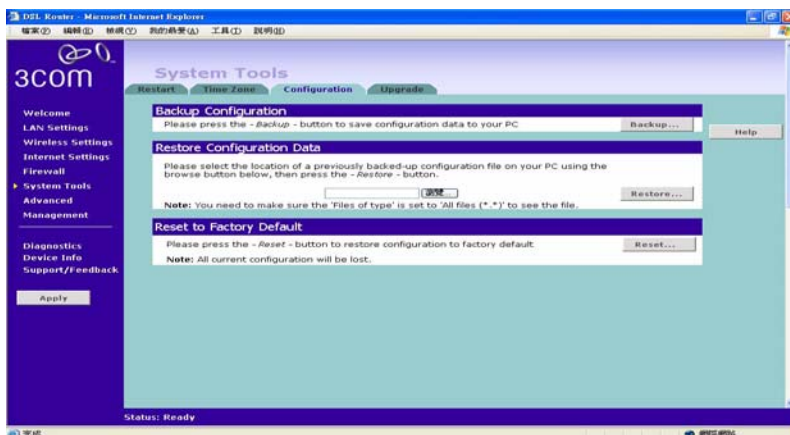 DSL Router - Microsoft Internet Explorer
檔案(F) 編輯(E) 檢視(V) 我的最愛(A) 工具(T) 說明(H)
3COM
System Tools
Restart Time Zone Configuration Upgrade
Welcome
LAN Settings
Wireless Settings
Internet Settings
Firewall
System Tools
Advanced
Management
Diagnostics
Device Info
Support/Feedback
Apply
Backup Configuration
Please press the - Backup - button to save configuration data to your PC
Backup...
Help
Restore Configuration Data
Please select the location of a previously backed-up configuration file on your PC using the
browse button below, then press the - Restore - button.
瀏覽...
Restore...
Note: You need to make sure the 'Files of type' is set to 'All files (*.*)' to see the file.
Reset to Factory Default
Please press the - Reset - button to restore configuration to factory default
Reset...
Note: All current configuration will be lost.
Status: Ready
完成
網際網路